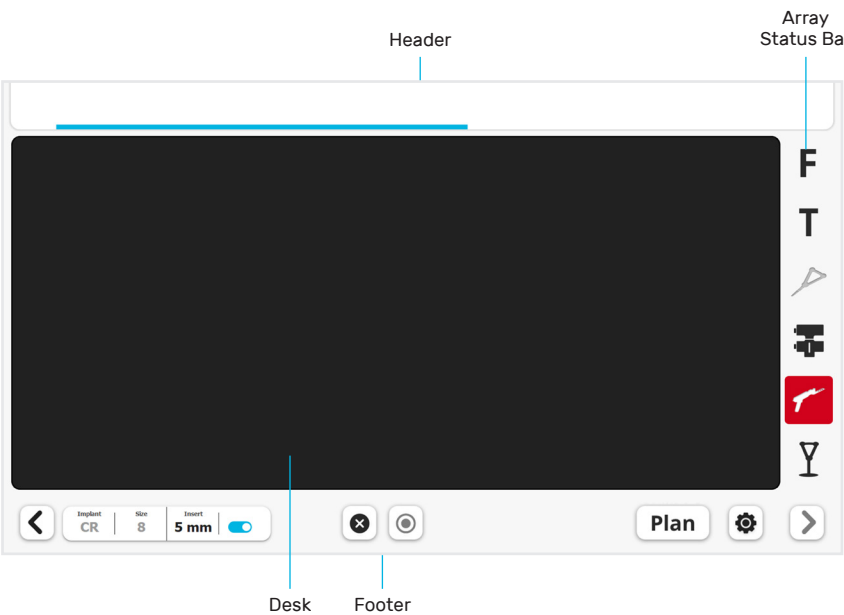 Header
Array
Status Ba
F
T
Implant Size Insert
CR 8 5 mm
Plan
Desk Footer